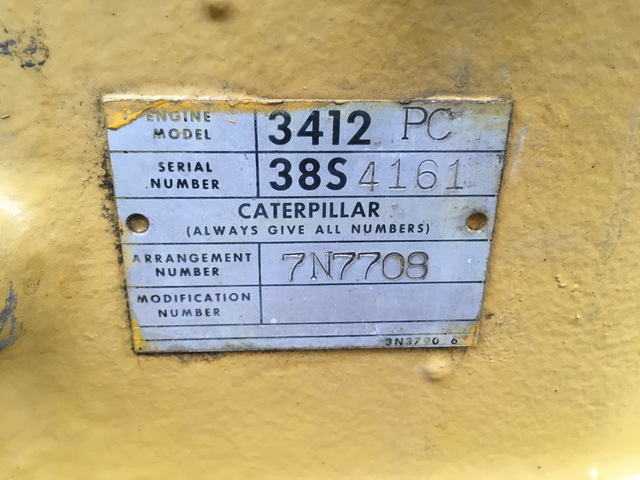 ENGINE MODEL 3412 PC
SERIAL NUMBER 38S4161
CATERPILLAR
(ALWAYS GIVE ALL NUMBERS)
ARRANGEMENT NUMBER 7N7708
MODIFICATION NUMBER
3N3790 6